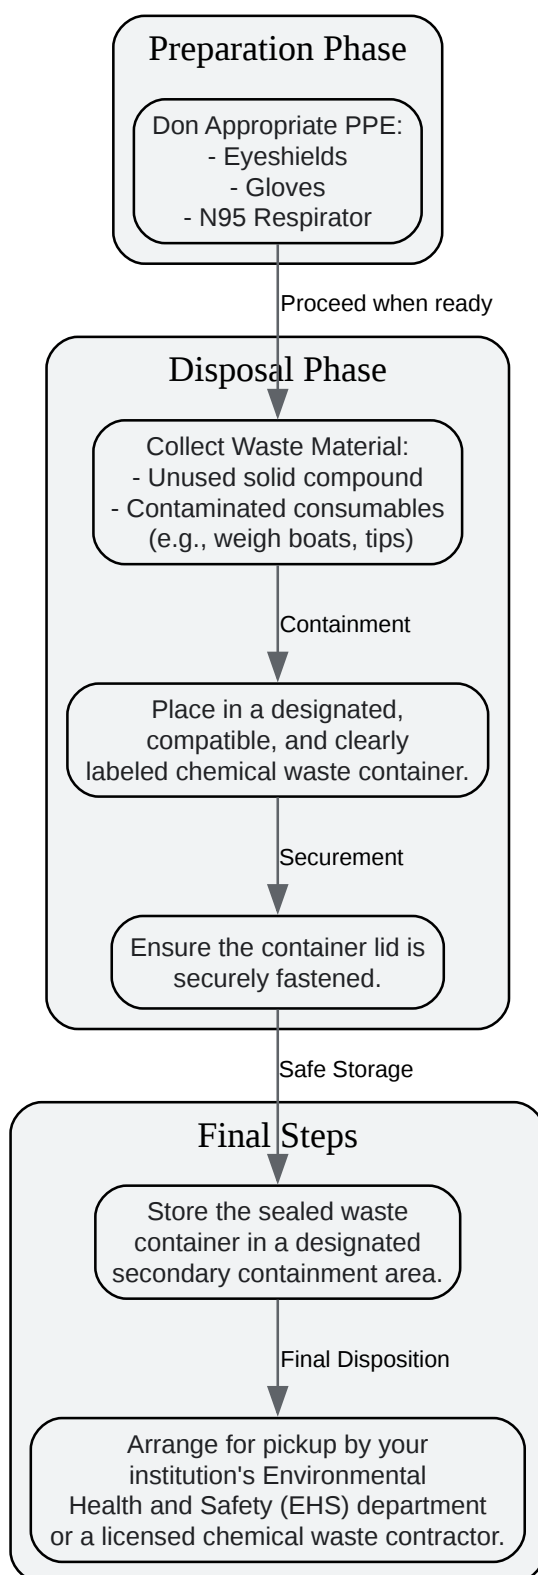 Preparation Phase
Don Appropriate PPE:
- Eyeshields
- Gloves
- N95 Respirator
Proceed when ready
Disposal Phase
Collect Waste Material:
- Unused solid compound
- Contaminated consumables
(e.g., weigh boats, tips)
Containment
Place in a designated,
compatible, and clearly
labeled chemical waste container.
Securement
Ensure the container lid is
securely fastened.
Safe Storage
Final Steps
Store the sealed waste
container in a designated
secondary containment area.
Final Disposition
Arrange for pickup by your
institution's Environmental
Health and Safety (EHS) department
or a licensed chemical waste contractor.